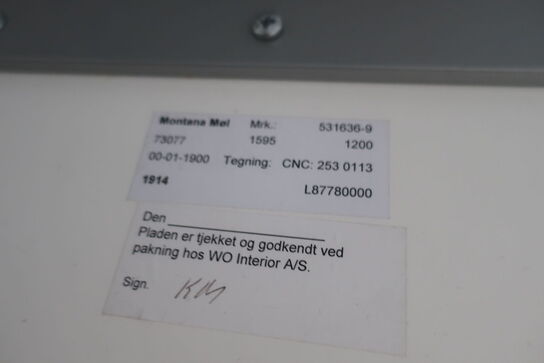 Montana Møl Mrk.: 531636-9
73077 1595 1200
00-01-1900 Tegning: CNC: 253 0113
1914 L87780000
Den
Pladen er tjekket og godkendt ved
pakning hos WO Interior A/S.
Sign. KM